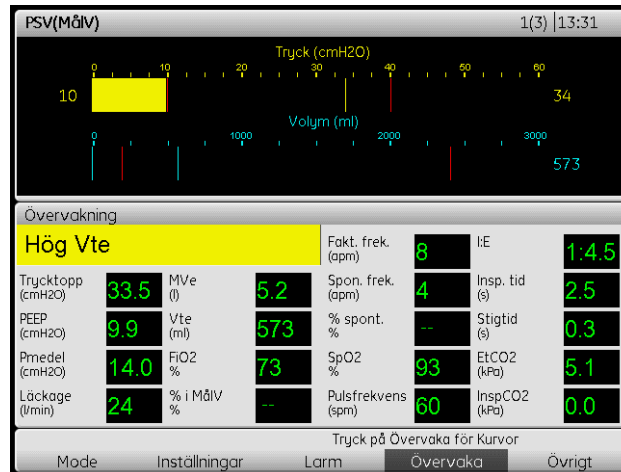 PSV(MålV) 1(3) 13:31
Tryck (cmH2O)
0 10 20 30 40 50 60
10 34
Volym (ml)
0 1000 2000 3000
573
Övervakning
Hög Vte
Fakt. frek. (apm) 8 I:E 1:4.5
Trycktopp (cmH2O) 33.5 MVe (l) 5.2 Spon. frek. (apm) 4 Insp. tid (s) 2.5
PEEP (cmH2O) 9.9 Vte (ml) 573 % spont. % -- Stigtid (s) 0.3
Pmedel (cmH2O) 14.0 FiO2 % 73 SpO2 % 93 EtCO2 (kPa) 5.1
Läckage (l/min) 24 % i MålV % -- Pulsfrekvens (spm) 60 InspCO2 (kPa) 0.0
Tryck på Övervaka för Kurvor
Mode Inställningar Larm Övervaka Övrigt